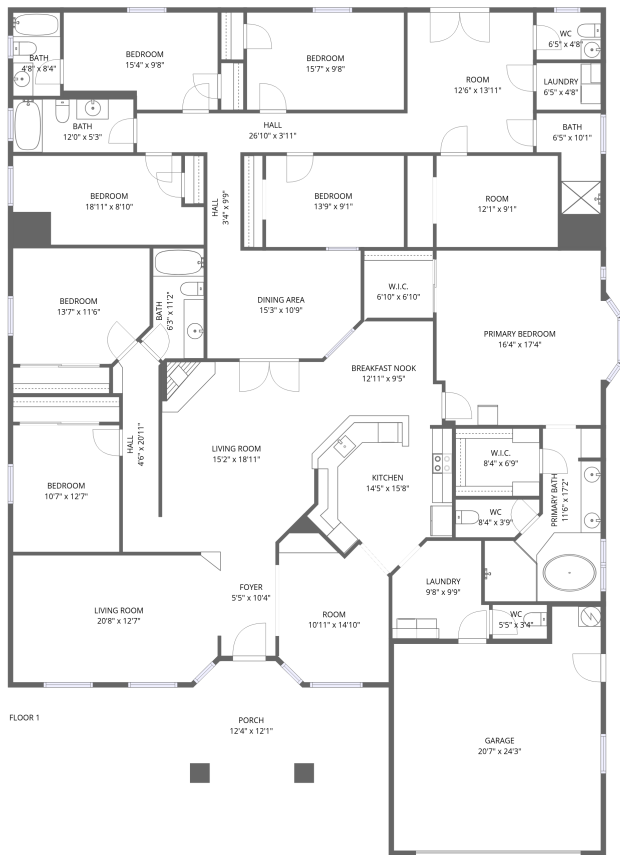 BATH
4'8" x 8'4"
BEDROOM
15'4" x 9'8"
BEDROOM
15'7" x 9'8"
ROOM
12'6" x 13'11"
WC
6'5" x 4'8"
LAUNDRY
6'5" x 4'8"
BATH
12'0" x 5'3"
HALL
26'10" x 3'11"
BATH
6'5" x 10'1"
BEDROOM
18'11" x 8'10"
HALL
3'4" x 9'9"
BEDROOM
13'9" x 9'1"
ROOM
12'1" x 9'1"
BEDROOM
13'7" x 11'6"
BATH
6'3" x 11'2"
DINING AREA
15'3" x 10'9"
W.I.C.
6'10" x 6'10"
PRIMARY BEDROOM
16'4" x 17'4"
BREAKFAST NOOK
12'11" x 9'5"
HALL
4'6" x 20'11"
LIVING ROOM
15'2" x 18'11"
W.I.C.
8'4" x 6'9"
BEDROOM
10'7" x 12'7"
KITCHEN
14'5" x 15'8"
PRIMARY BATH
11'6" x 17'2"
WC
8'4" x 3'9"
LIVING ROOM
20'8" x 12'7"
FOYER
5'5" x 10'4"
ROOM
10'11" x 14'10"
LAUNDRY
9'8" x 9'9"
WC
5'5" x 3'4"
FLOOR 1
PORCH
12'4" x 12'1"
GARAGE
20'7" x 24'3"